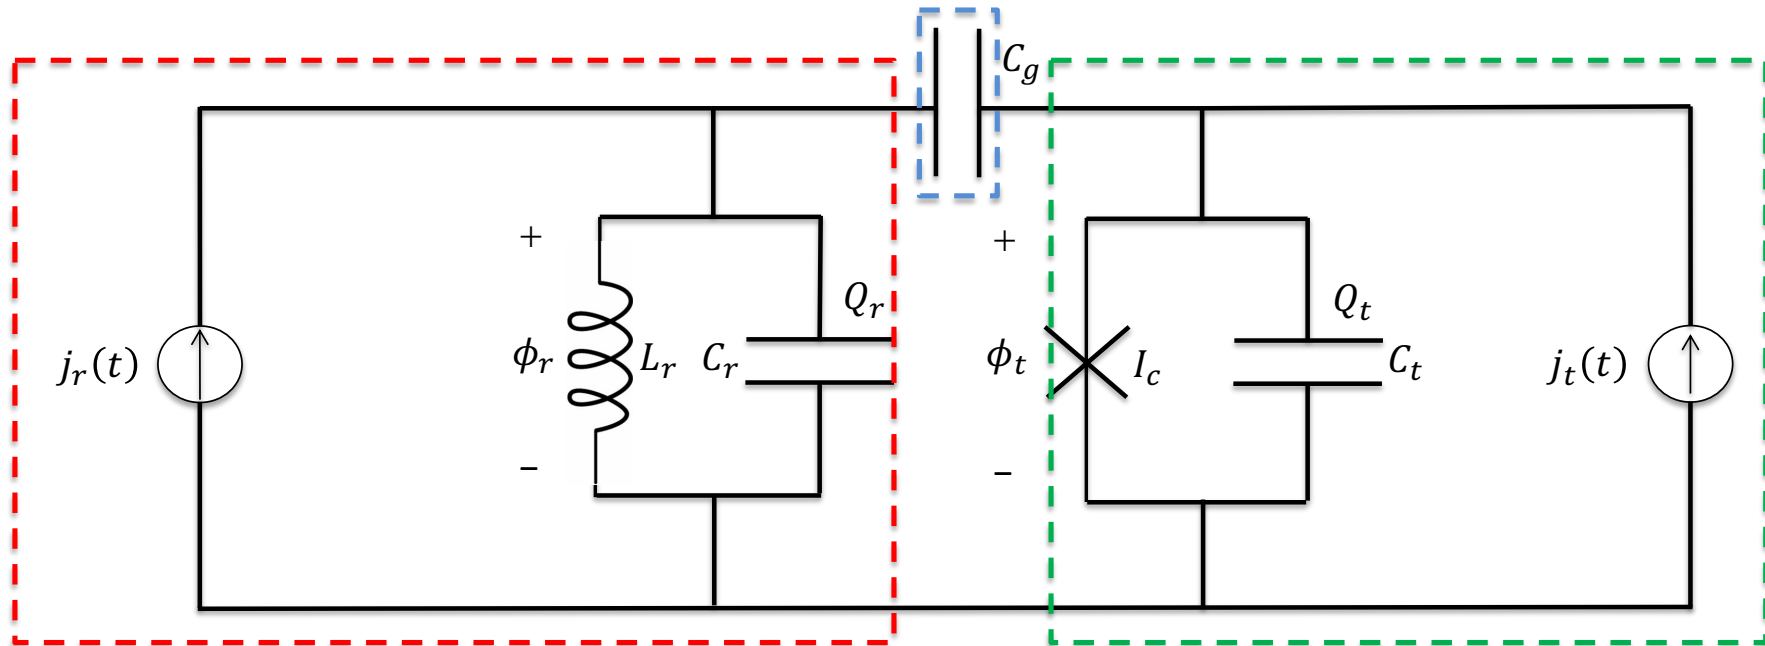 C_g
+
+
Q_r
Q_t
j_r(t)
ϕ_r
L_r
C_r
ϕ_t
I_c
C_t
j_t(t)
−
−